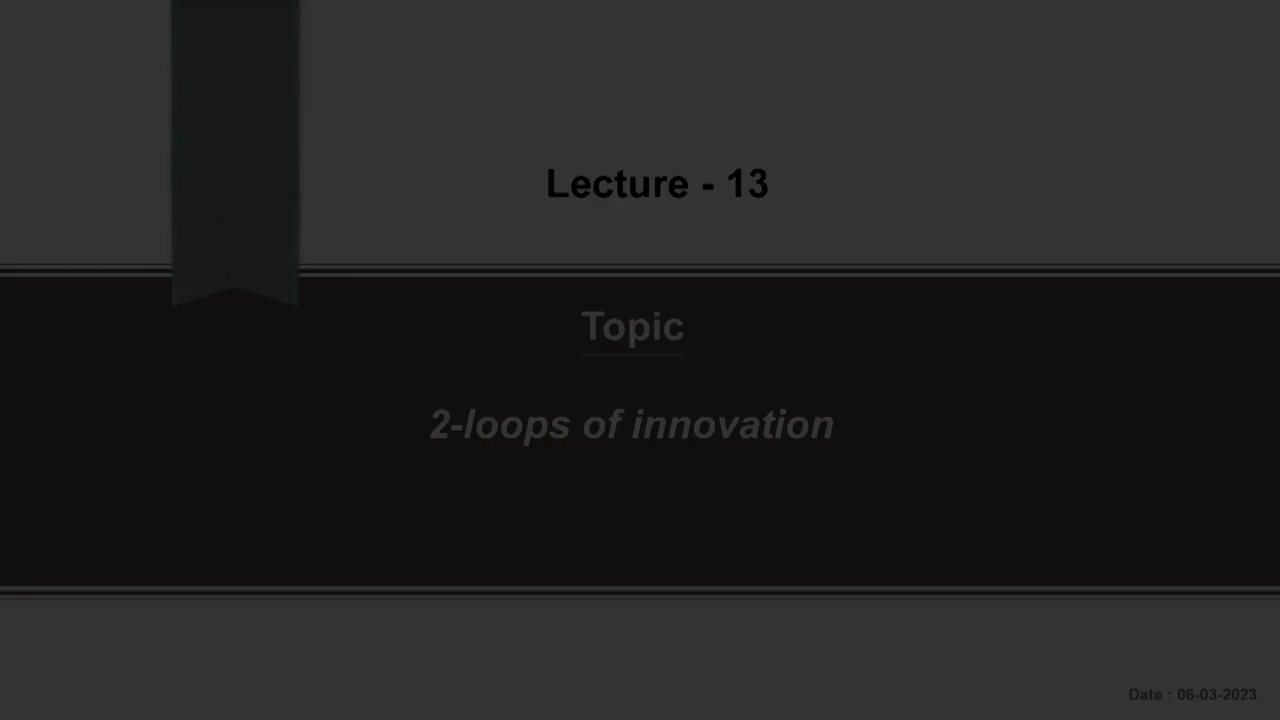 Lecture - 13
Topic
2-loops of innovation
Date : 06-03-2023